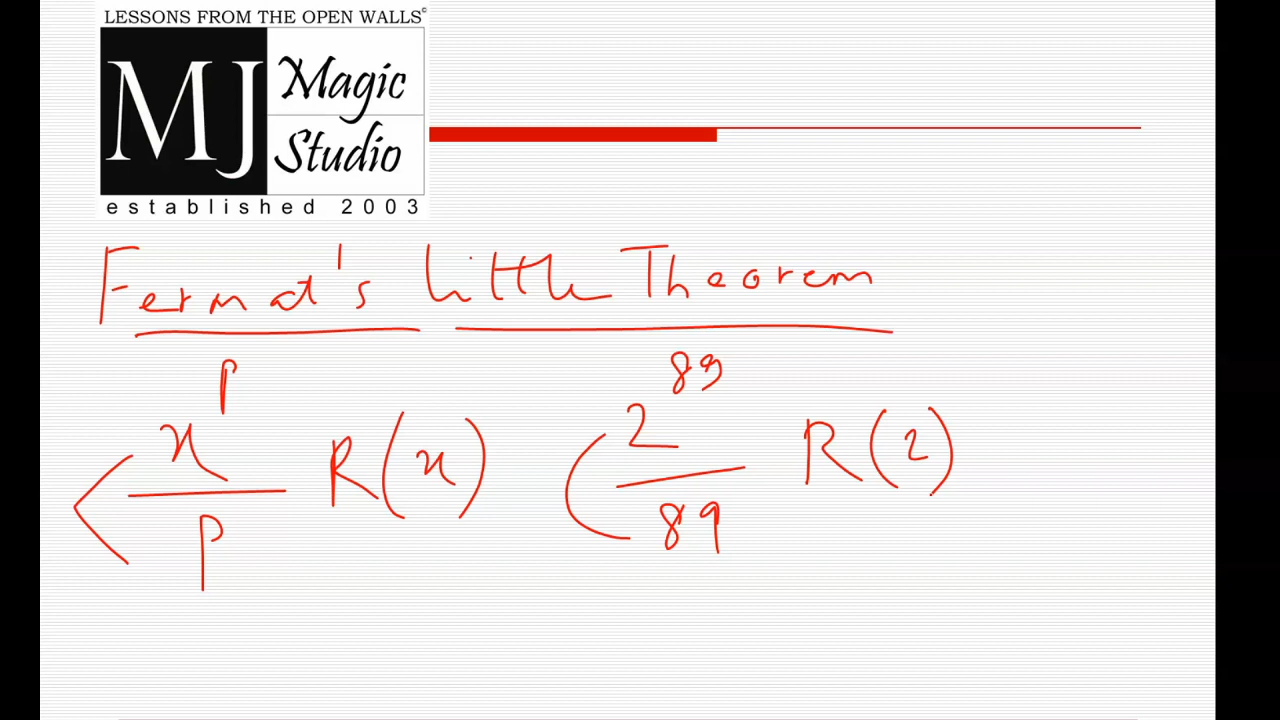 LESSONS FROM THE OPEN WALLS©
MJ Magic Studio
established 2003
Fermat's little Theorem
x^p / p R(x) 2^89 / 89 R(2)